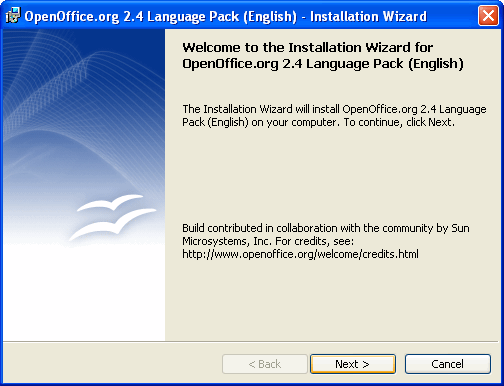 OpenOffice.org 2.4 Language Pack (English) - Installation Wizard
Welcome to the Installation Wizard for
OpenOffice.org 2.4 Language Pack (English)
The Installation Wizard will install OpenOffice.org 2.4 Language
Pack (English) on your computer. To continue, click Next.
Build contributed in collaboration with the community by Sun
Microsystems, Inc. For credits, see:
http://www.openoffice.org/welcome/credits.html
< Back
Next >
Cancel